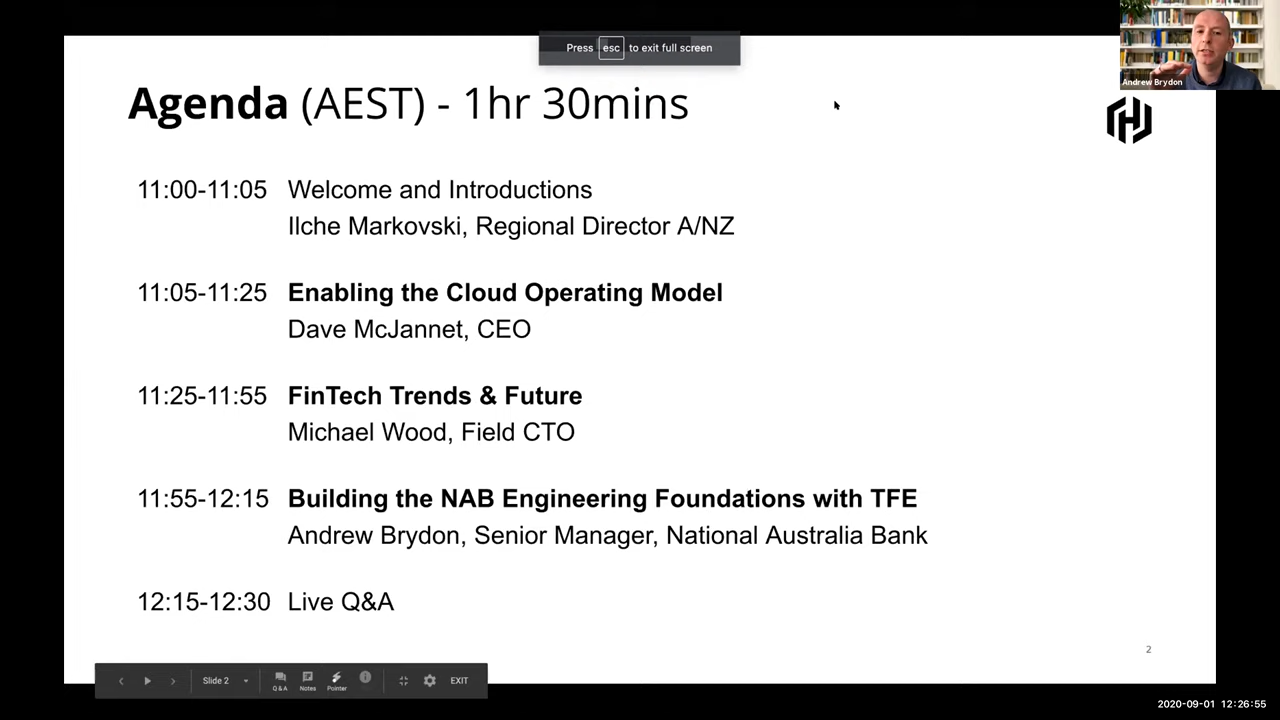 Press esc to exit full screen
Andrew Brydon
Agenda (AEST) - 1hr 30mins
11:00-11:05 Welcome and Introductions
Ilche Markovski, Regional Director A/NZ
11:05-11:25 Enabling the Cloud Operating Model
Dave McJannet, CEO
11:25-11:55 FinTech Trends & Future
Michael Wood, Field CTO
11:55-12:15 Building the NAB Engineering Foundations with TFE
Andrew Brydon, Senior Manager, National Australia Bank
12:15-12:30 Live Q&A
2
Slide 2
Q&A
Notes
Pointer
EXIT
2020-09-01 12:26:55